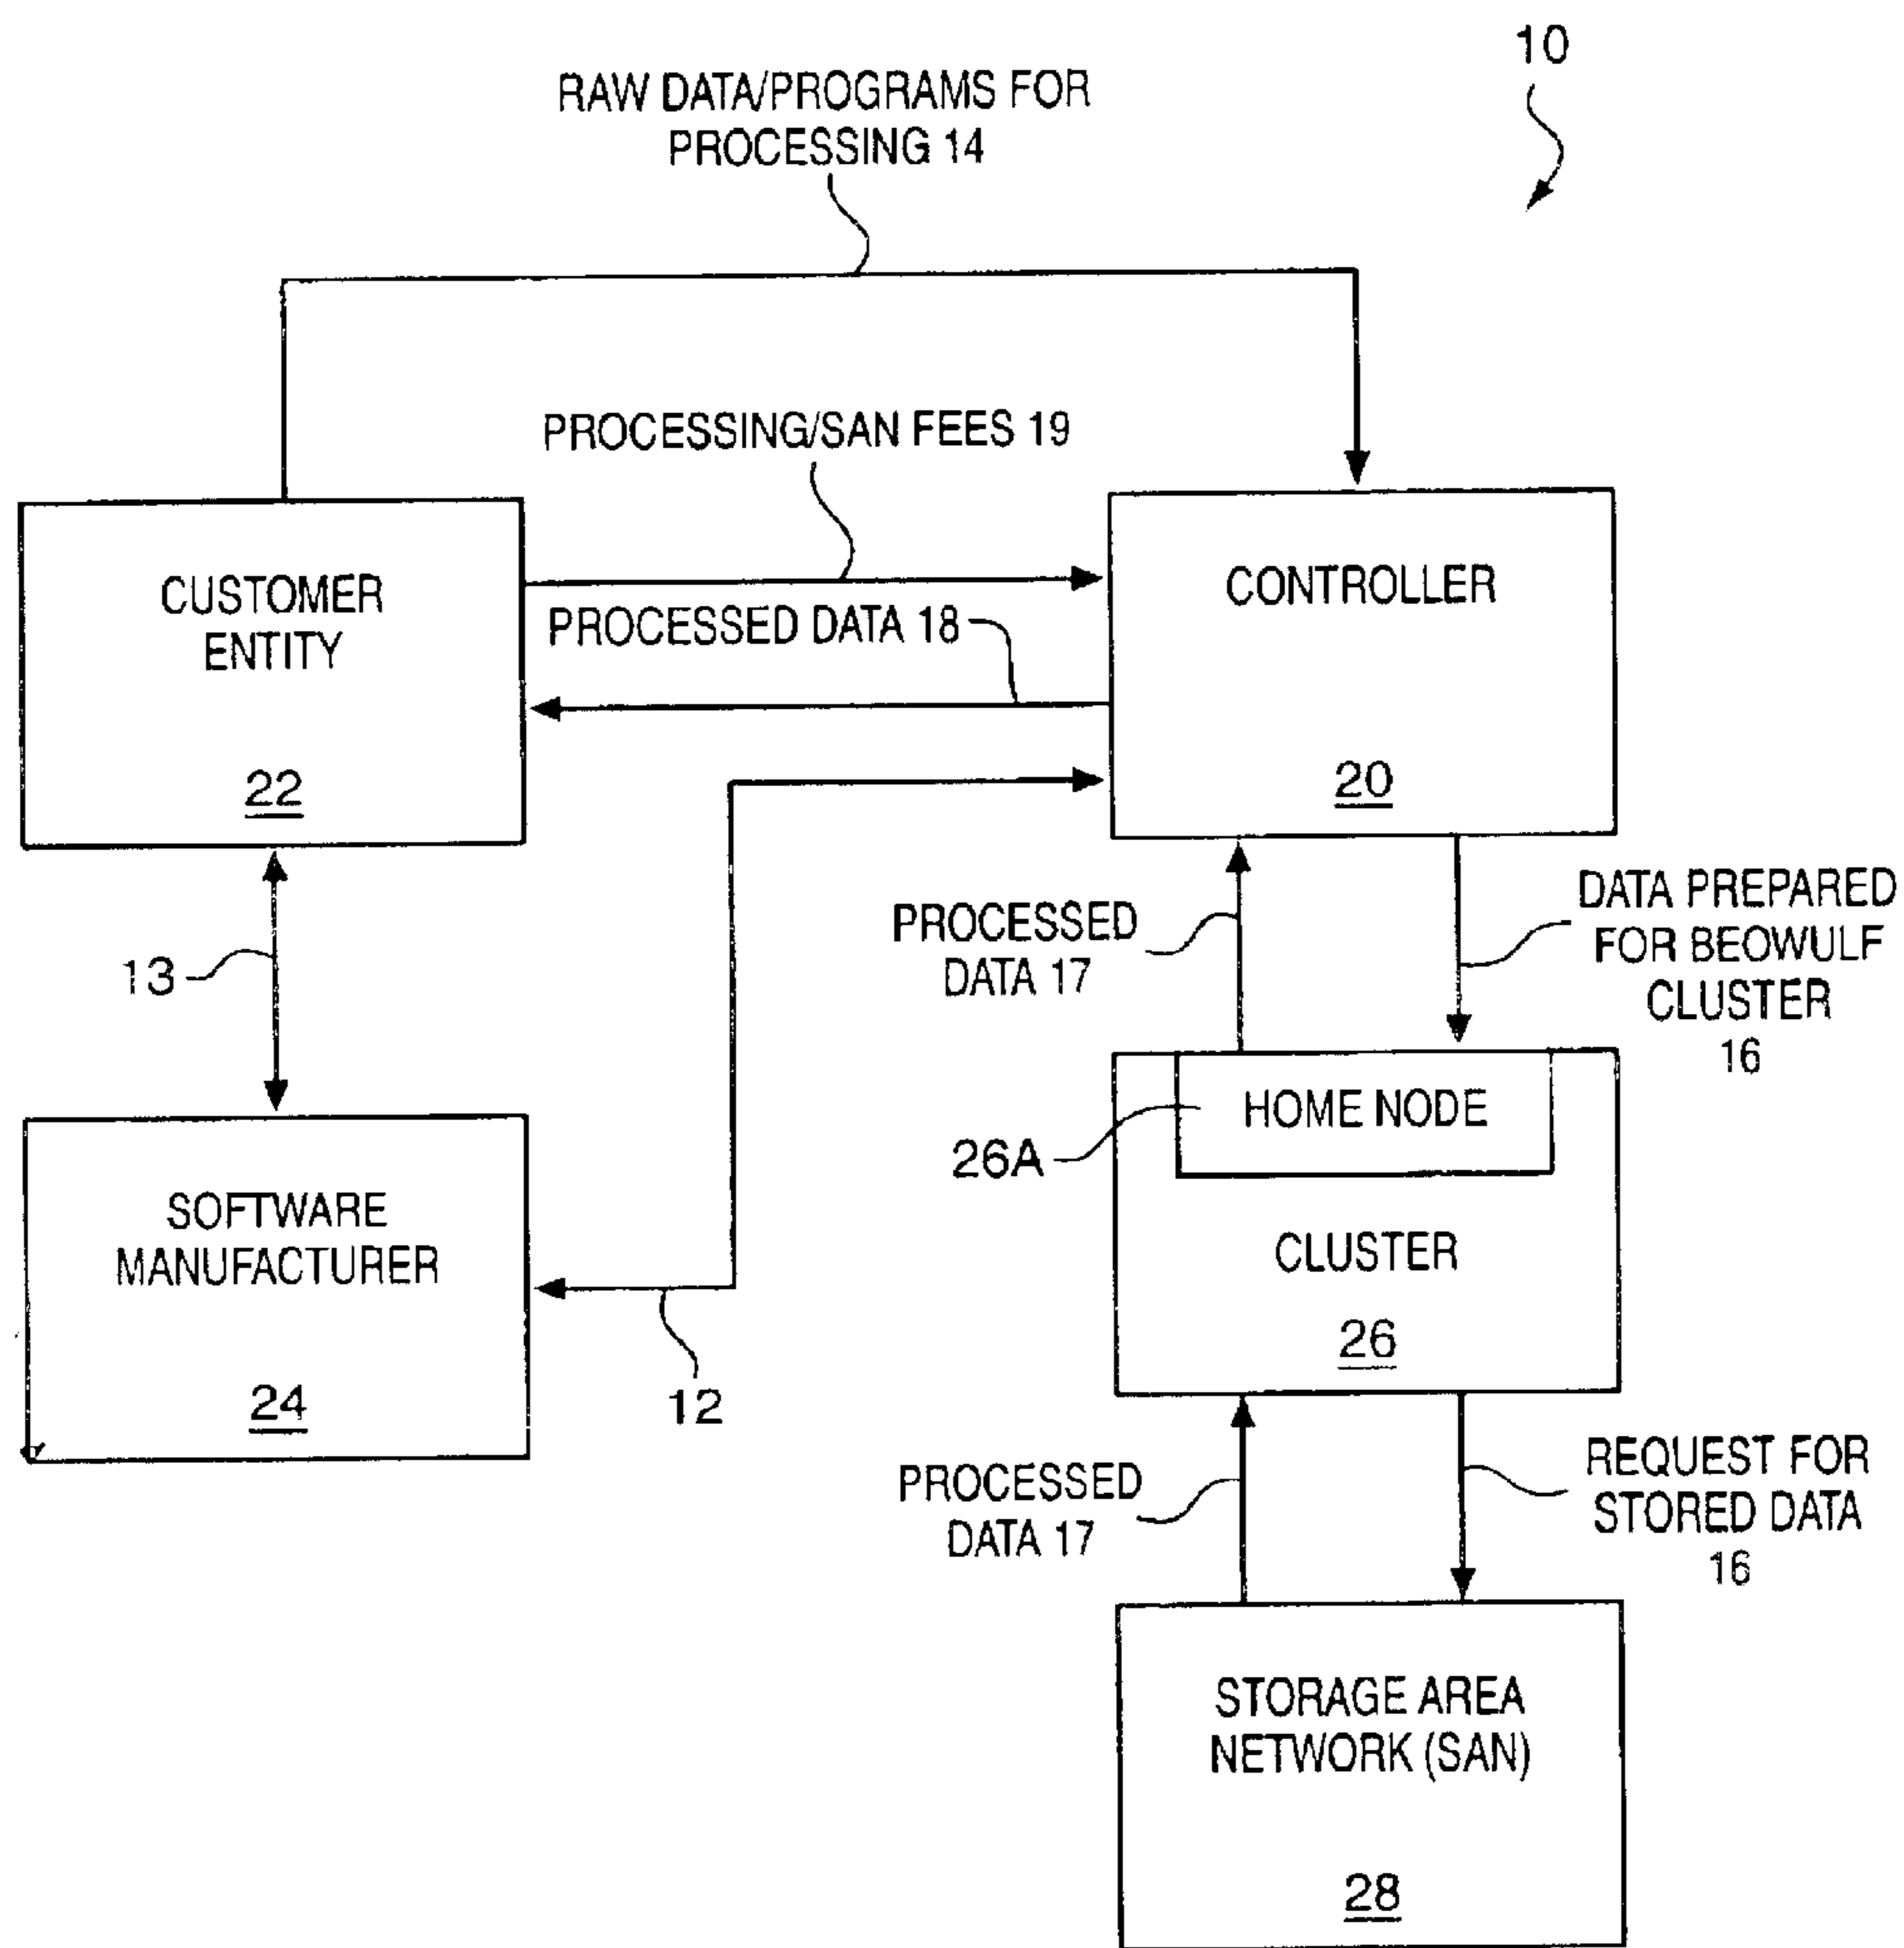 10
RAW DATA/PROGRAMS FOR
PROCESSING 14
PROCESSING/SAN FEES 19
CUSTOMER
ENTITY
22
CONTROLLER
20
PROCESSED DATA 18
13
PROCESSED
DATA 17
DATA PREPARED
FOR BEOWULF
CLUSTER
16
HOME NODE
26A
CLUSTER
26
SOFTWARE
MANUFACTURER
24
12
PROCESSED
DATA 17
REQUEST FOR
STORED DATA
16
STORAGE AREA
NETWORK (SAN)
28